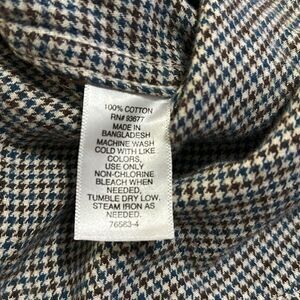 100% COTTON
RN# 93677
MADE IN
BANGLADESH
MACHINE WASH
COLD WITH LIKE
COLORS,
USE ONLY
NON-CHLORINE
BLEACH WHEN
NEEDED,
TUMBLE DRY LOW,
STEAM IRON AS
NEEDED.
76563-4